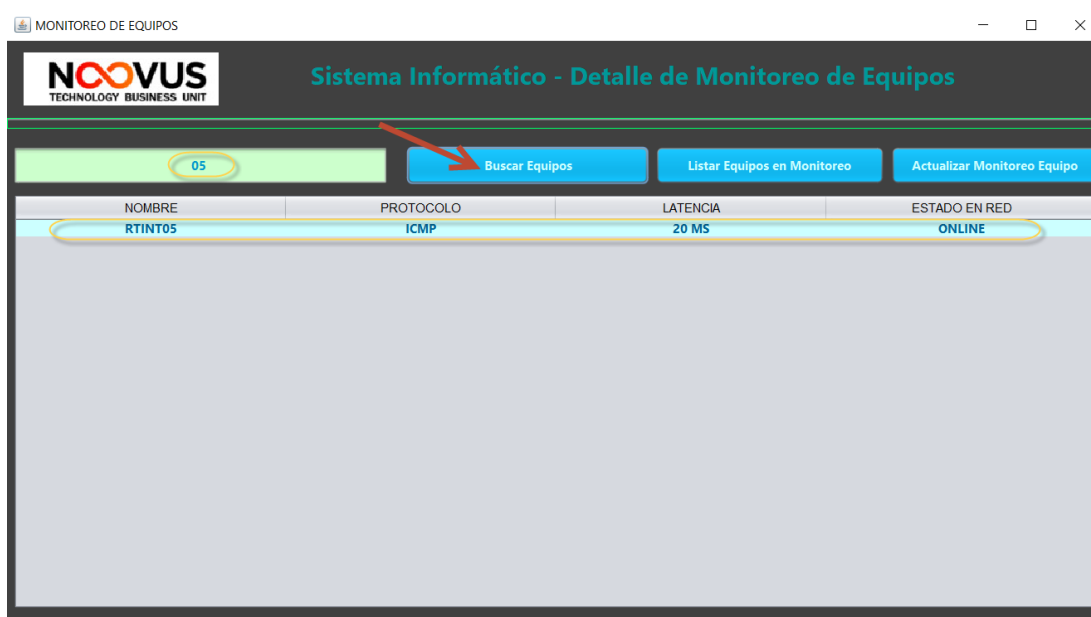 MONITOREO DE EQUIPOS
NOOVUS
TECHNOLOGY BUSINESS UNIT
Sistema Informático - Detalle de Monitoreo de Equipos
05
Buscar Equipos
Listar Equipos en Monitoreo
Actualizar Monitoreo Equipo
NOMBRE PROTOCOLO LATENCIA ESTADO EN RED
RTINT05 ICMP 20 MS ONLINE